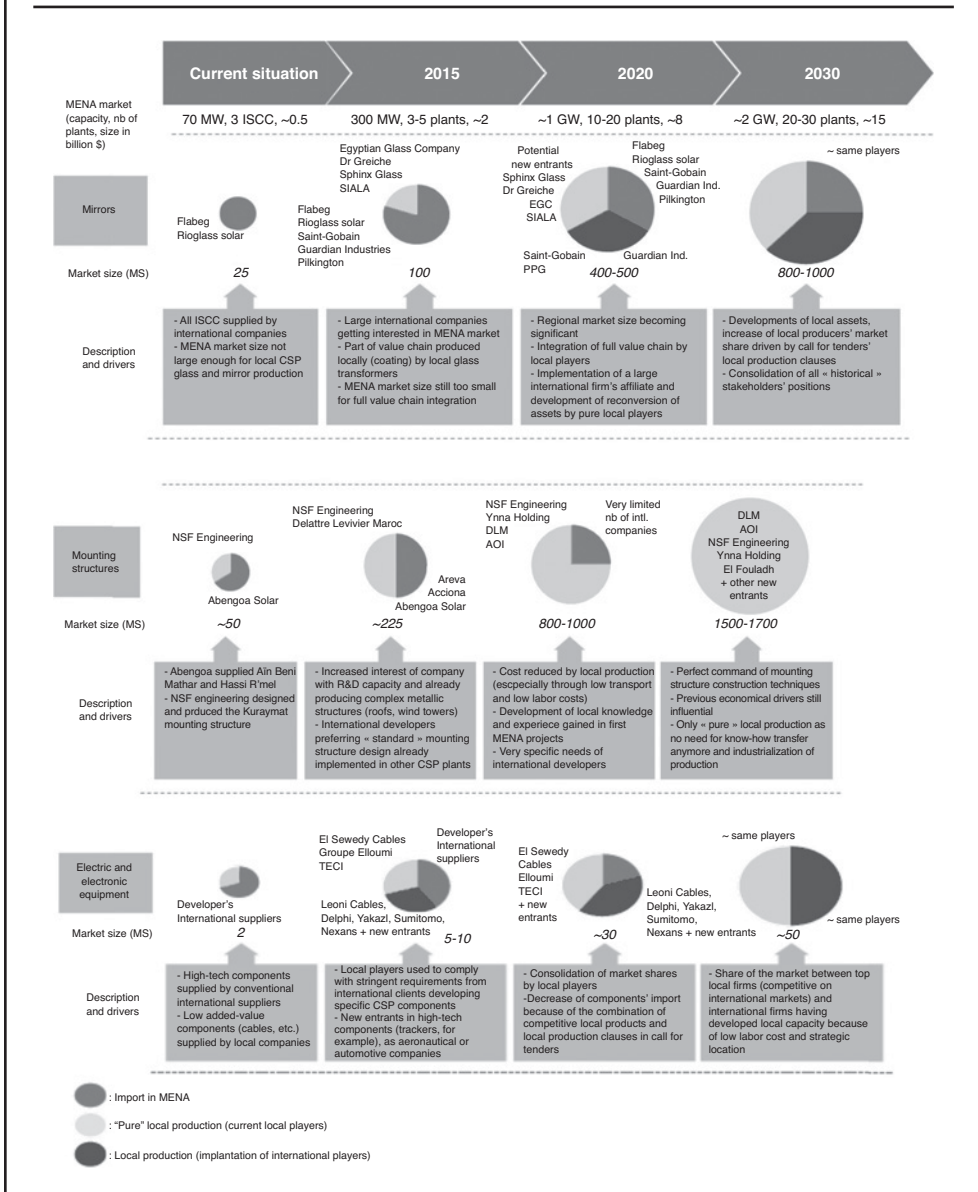 Current situation
2015
2020
2030
MENA market
(capacity, nb of
plants, size in
billion $)
70 MW, 3 ISCC, ~0.5
300 MW, 3-5 plants, ~2
~1 GW, 10-20 plants, ~8
~2 GW, 20-30 plants, ~15
Mirrors
Flabeg
Rioglass solar
Egyptian Glass Company
Dr Greiche
Sphinx Glass
SIALA
Flabeg
Rioglass solar
Saint-Gobain
Guardian Industries
Pilkington
Potential
new entrants
Sphinx Glass
Dr Greiche
EGC
SIALA
Flabeg
Rioglass solar
Saint-Gobain
Guardian Ind.
Pilkington
Saint-Gobain
PPG
Guardian Ind.
~ same players
Market size (MS)
25
100
400-500
800-1000
Description
and drivers
- All ISCC supplied by
international companies
- MENA market size not
large enough for local CSP
glass and mirror production
- Large international companies
getting interested in MENA market
- Part of value chain produced
locally (coating) by local glass
transformers
- MENA market size still too small
for full value chain integration
- Regional market size becoming
significant
- Integration of full value chain by
local players
- Implementation of a large
international firm's affiliate and
development of reconversion of
assets by pure local players
- Developments of local assets,
increase of local producers' market
share driven by call for tenders'
local production clauses
- Consolidation of all « historical »
stakeholders' positions
Mounting
structures
NSF Engineering
Abengoa Solar
NSF Engineering
Delattre Levivier Maroc
Areva
Acciona
Abengoa Solar
NSF Engineering
Ynna Holding
DLM
AOI
Very limited
nb of intl.
companies
DLM
AOI
NSF Engineering
Ynna Holding
El Fouladh
+ other new
entrants
Market size (MS)
~50
~225
800-1000
1500-1700
Description
and drivers
- Abengoa supplied Aïn Beni
Mathar and Hassi R'mel
- NSF engineering designed
and prduced the Kuraymat
mounting structure
- Increased interest of company
with R&D capacity and already
producing complex metallic
structures (roofs, wind towers)
- International developers
preferring « standard » mounting
structure design already
implemented in other CSP plants
- Cost reduced by local production
(escpecially through low transport
and low labor costs)
- Development of local knowledge
and experiece gained in first
MENA projects
- Very specific needs of
international developers
- Perfect command of mounting
structure construction techniques
- Previous economical drivers still
influential
- Only « pure » local production as
no need for know-how transfer
anymore and industrialization of
production
Electric and
electronic
equipment
Developer's
International suppliers
El Sewedy Cables
Groupe Elloumi
TECI
Developer's
International
suppliers
Leoni Cables,
Delphi, Yakazl, Sumitomo,
Nexans + new entrants
El Sewedy
Cables
Elloumi
TECI
+ new
entrants
Leoni Cables,
Delphi, Yakazl,
Sumitomo,
Nexans + new entrants
~ same players
~ same players
Market size (MS)
2
5-10
~30
~50
Description
and drivers
- High-tech components
supplied by conventional
international suppliers
- Low added-value
components (cables, etc.)
supplied by local companies
- Local players used to comply
with stringent requirements from
international clients developing
specific CSP components
- New entrants in high-tech
components (trackers, for
example), as aeronautical or
automotive companies
- Consolidation of market shares
by local players
-Decrease of components' import
because of the combination of
competitive local products and
local production clauses in call for
tenders
- Share of the market between top
local firms (competitive on
international markets) and
international firms having
developed local capacity because
of low labor cost and strategic
location
: Import in MENA
: "Pure" local production (current local players)
: Local production (implantation of international players)